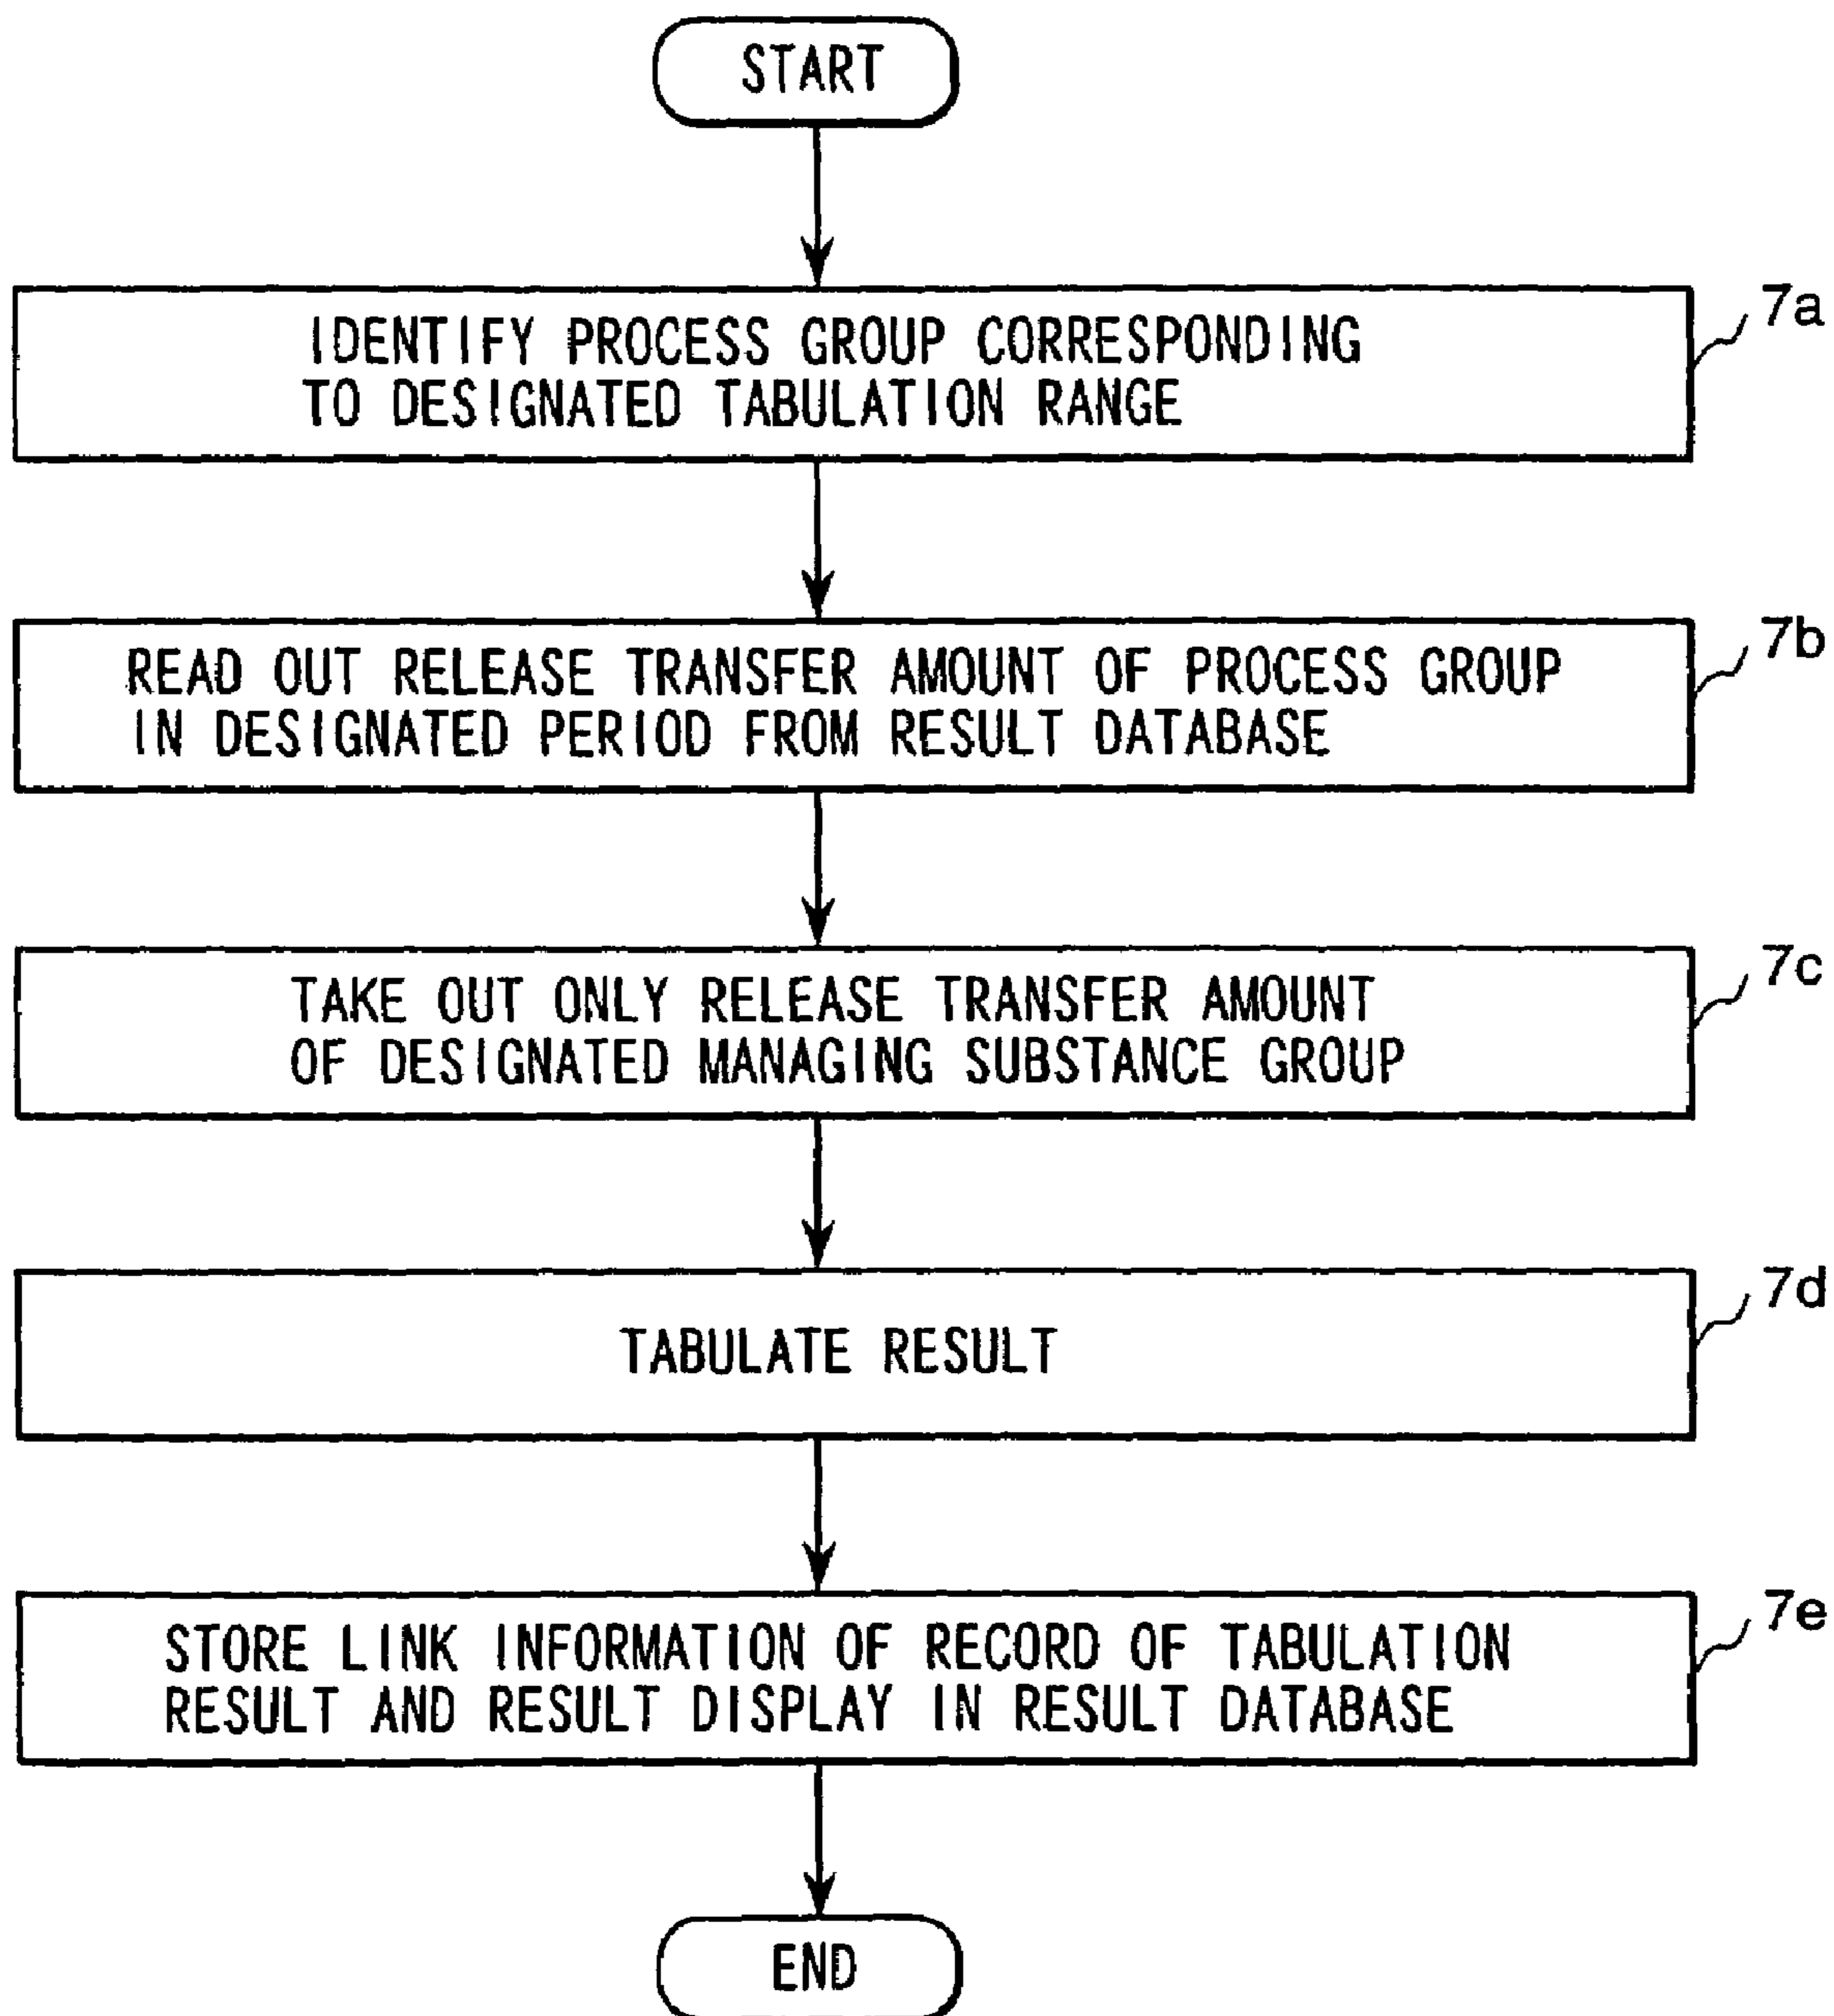 START
IDENTIFY PROCESS GROUP CORRESPONDING
TO DESIGNATED TABULATION RANGE
7a
READ OUT RELEASE TRANSFER AMOUNT OF PROCESS GROUP
IN DESIGNATED PERIOD FROM RESULT DATABASE
7b
TAKE OUT ONLY RELEASE TRANSFER AMOUNT
OF DESIGNATED MANAGING SUBSTANCE GROUP
7c
TABULATE RESULT
7d
STORE LINK INFORMATION OF RECORD OF TABULATION
RESULT AND RESULT DISPLAY IN RESULT DATABASE
7e
END